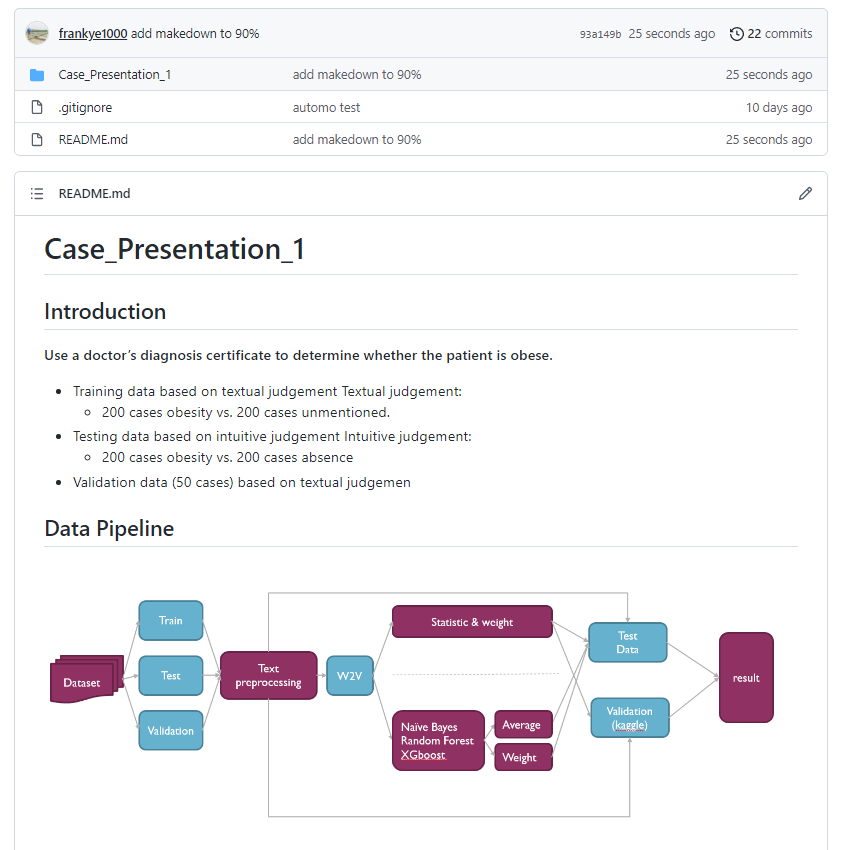 frankye1000 add makedown to 90% 93a149b 25 seconds ago 22 commits
Case_Presentation_1 add makedown to 90% 25 seconds ago
.gitignore automo test 10 days ago
README.md add makedown to 90% 25 seconds ago
README.md
Case_Presentation_1
Introduction
Use a doctor's diagnosis certificate to determine whether the patient is obese.
Training data based on textual judgement Textual judgement:
200 cases obesity vs. 200 cases unmentioned.
Testing data based on intuitive judgement Intuitive judgement:
200 cases obesity vs. 200 cases absence
Validation data (50 cases) based on textual judgemen
Data Pipeline
Dataset
Train
Test
Validation
Text
preprocessing
W2V
Statistic & weight
Naïve Bayes
Random Forest
XGboost
Average
Weight
Test
Data
Validation
(kaggle)
result